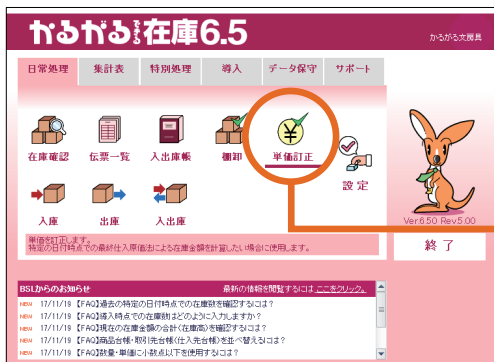 かるがるできる在庫6.5
かるがる文房具
日常処理 集計表 特別処理 導入 データ保守 サポート
在庫確認 伝票一覧 入出庫帳 棚卸 単価訂正
設定
入庫 出庫 入出庫
Ver6.50 Rev5.00
終了
単価を訂正します。
特定の日付時点での最終仕入原価法による在庫金額を計算したい場合に使用します。
BSLからのお知らせ 最新の情報を閲覧するには ここをクリック。
NEW 17/11/19 【FAQ】過去の特定の日付時点での在庫数を確認するには？
NEW 17/11/19 【FAQ】導入時点での在庫数はどのように入力しますか？
NEW 17/11/19 【FAQ】現在の在庫金額の合計（在庫高）を確認するには？
NEW 17/11/19 【FAQ】商品台帳・取引先台帳（仕入先台帳）を並べ替えるには？
NEW 17/11/19 【FAQ】数量・単価に小数点以下を使用するには？